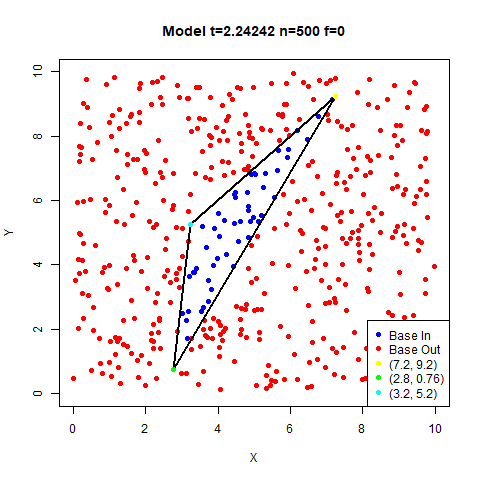 Model t=2.24242 n=500 f=0
10
8
6
4
2
0
Y
0 2 4 6 8 10
X
Base In
Base Out
(7.2, 9.2)
(2.8, 0.76)
(3.2, 5.2)